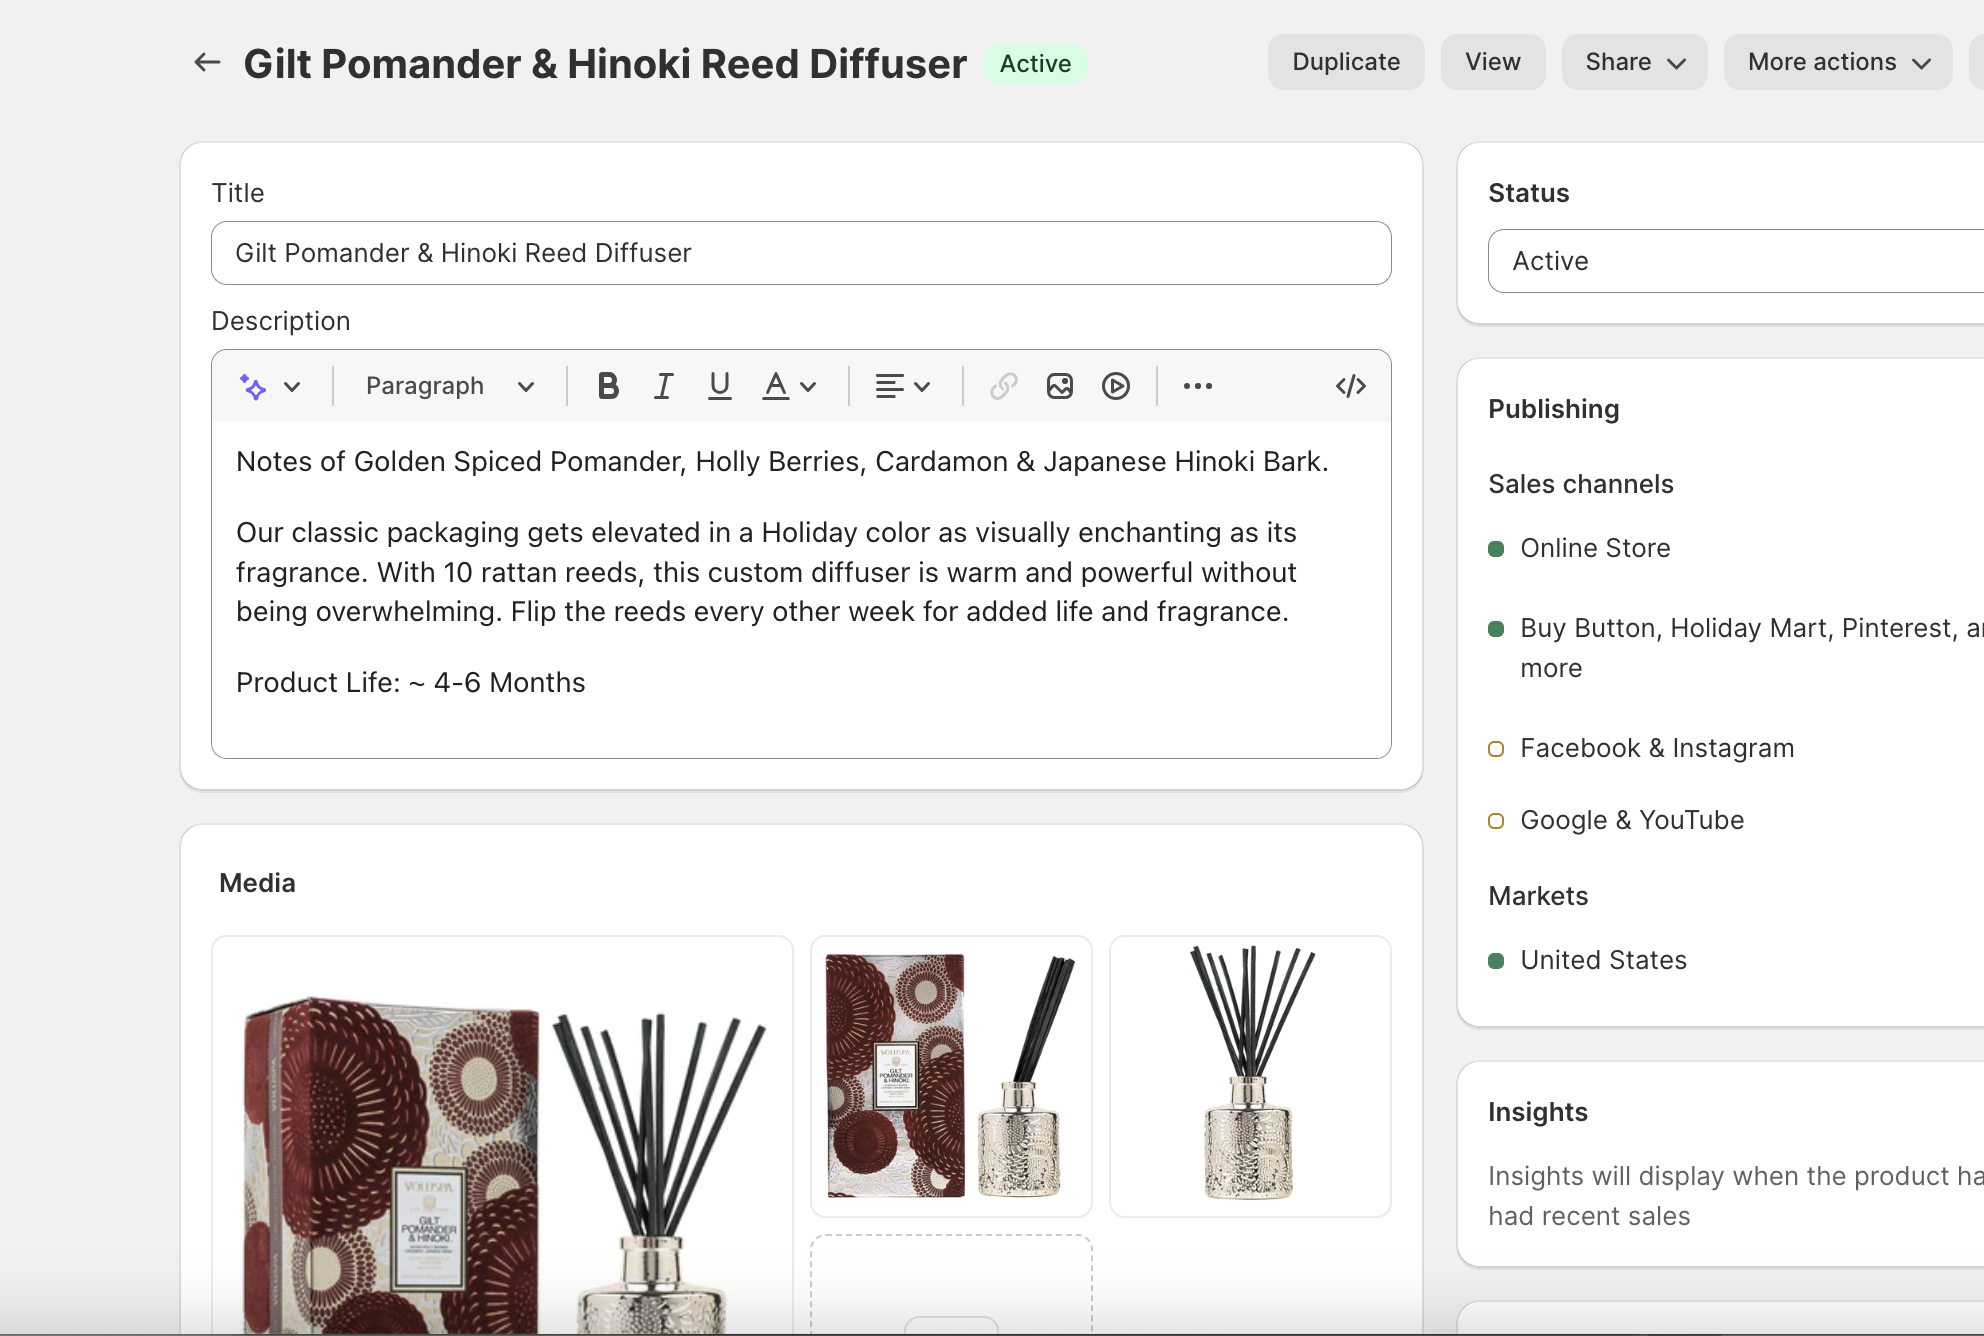 Gilt Pomander & Hinoki Reed Diffuser
Active
Duplicate
View
Share
More actions
Title
Gilt Pomander & Hinoki Reed Diffuser
Description
Paragraph
Notes of Golden Spiced Pomander, Holly Berries, Cardamon & Japanese Hinoki Bark.
Our classic packaging gets elevated in a Holiday color as visually enchanting as its
fragrance. With 10 rattan reeds, this custom diffuser is warm and powerful without
being overwhelming. Flip the reeds every other week for added life and fragrance.
Product Life: ~ 4-6 Months
Media
VOLUSPA
VOLUSPA
GILT
POMANDER
& HINOKI
VOLUSPA
GILT
POMANDER
& HINOKI
Status
Active
Publishing
Sales channels
Online Store
Buy Button, Holiday Mart, Pinterest,
more
Facebook & Instagram
Google & YouTube
Markets
United States
Insights
Insights will display when the product
had recent sales